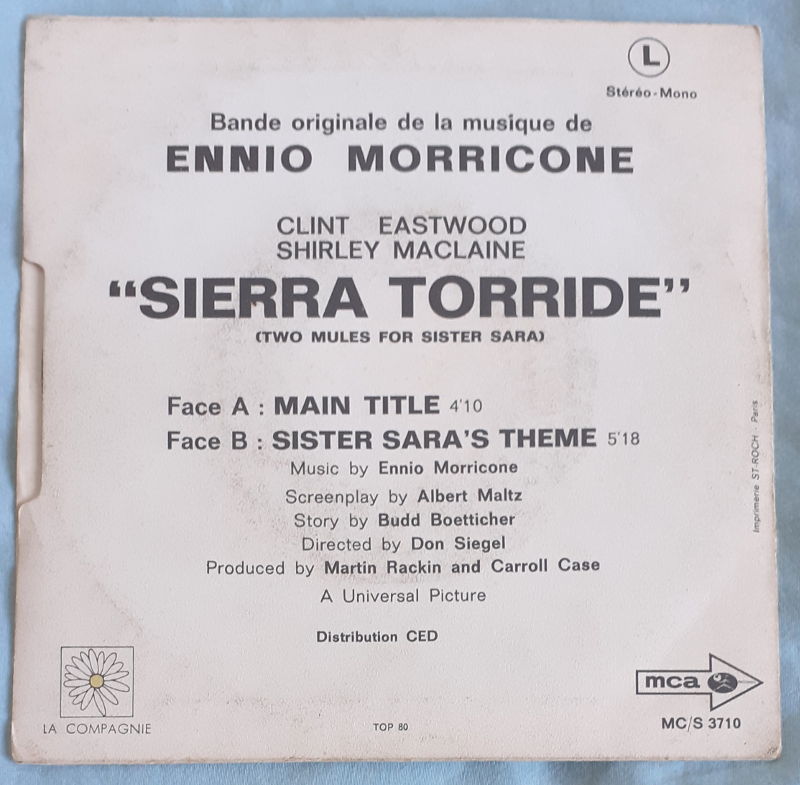 L
Stéréo-Mono
Bande originale de la musique de
ENNIO MORRICONE
CLINT EASTWOOD
SHIRLEY MACLAINE
“SIERRA TORRIDE”
(TWO MULES FOR SISTER SARA)
Face A : MAIN TITLE 4'10
Face B : SISTER SARA'S THEME 5'18
Music by Ennio Morricone
Screenplay by Albert Maltz
Story by Budd Boetticher
Directed by Don Siegel
Produced by Martin Rackin and Carroll Case
A Universal Picture
Distribution CED
Imprimerie ST-ROCH - Paris
LA COMPAGNIE
TOP 80
mca
MC/S 3710